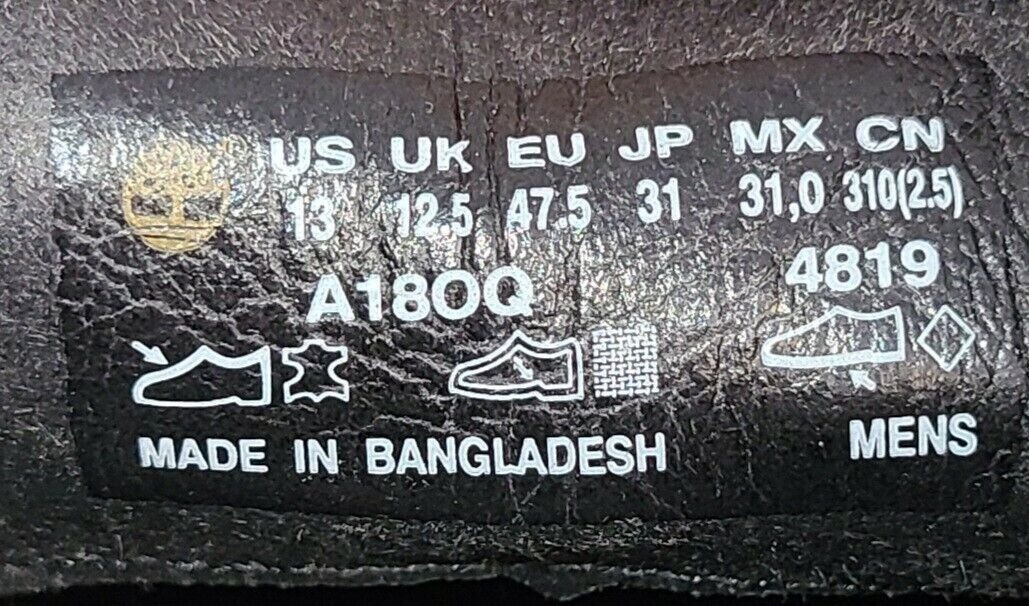 US UK EU JP MX CN
13 12.5 47.5 31 31,0 310(2.5)
A18OQ 4819
MADE IN BANGLADESH MENS